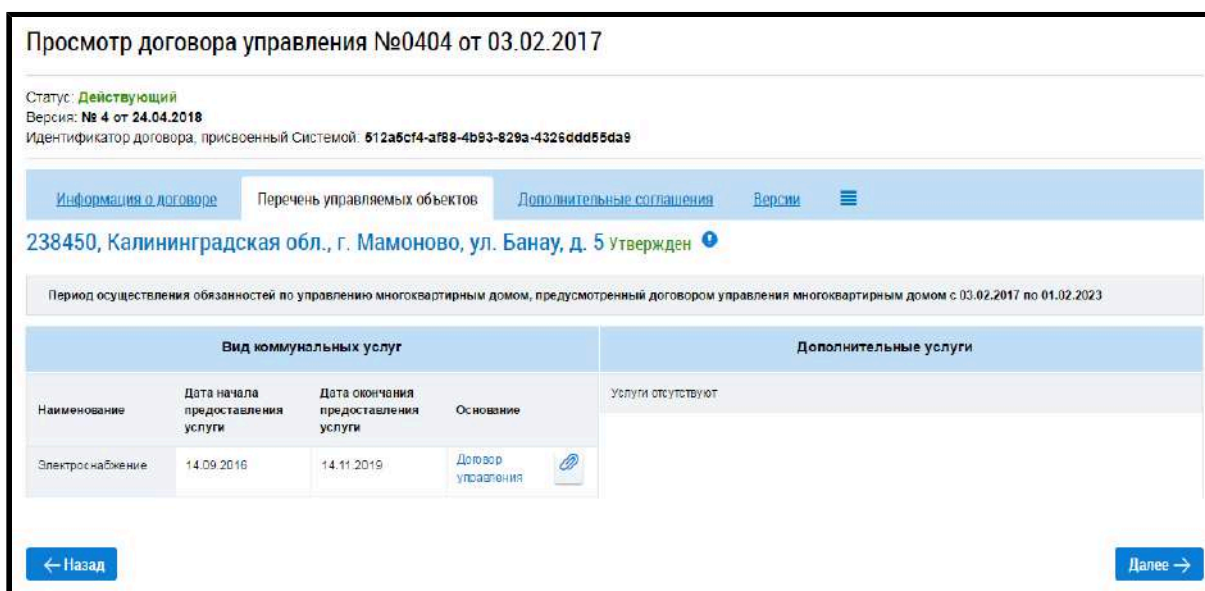 Просмотр договора управления №0404 от 03.02.2017
Статус: Действующий
Версия: № 4 от 24.04.2018
Идентификатор договора, присвоенный Системой: 512a5cf4-af88-4b93-829a-4326ddd55da9
Информация о договоре Перечень управляемых объектов Дополнительные соглашения Версии
238450, Калининградская обл., г. Мамоново, ул. Банау, д. 5 Утвержден
Период осуществления обязанностей по управлению многоквартирным домом, предусмотренный договором управления многоквартирным домом с 03.02.2017 по 01.02.2023
Вид коммунальных услуг Дополнительные услуги
Наименование
Дата начала
предоставления
услуги
Дата окончания
предоставления
услуги
Основание
Услуги отсутствуют
Электроснабжение 14.09.2016 14.11.2019 Договор
управления
← Назад Далее →